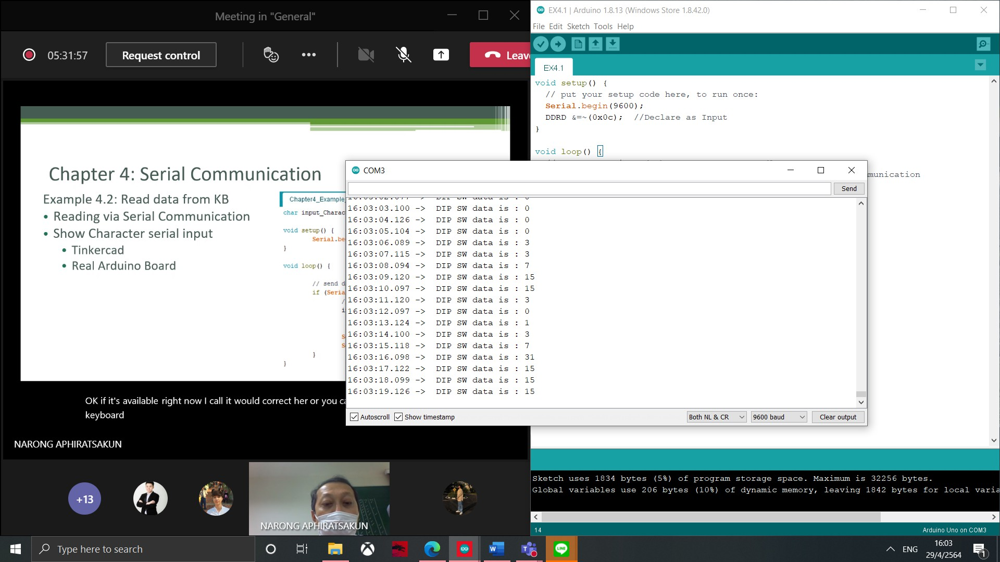 Meeting in "General"
05:31:57
Request control
Leave
Chapter 4: Serial Communication
Example 4.2: Read data from KB
• Reading via Serial Communication
• Show Character serial input
• Tinkercad
• Real Arduino Board
Chapter4_Example_
char input_Charac
void setup() {
Serial.be
}
void loop() {
// send d
if (Seria
/
i
S
S
}
}
OK if it's available right now I call it would correct her or you ca
keyboard
NARONG APHIRATSAKUN
+13
NARONG APHIRATSAKUN
EX4.1 | Arduino 1.8.13 (Windows Store 1.8.42.0)
File Edit Sketch Tools Help
EX4.1
void setup() {
// put your setup code here, to run once:
Serial.begin(9600);
DDRD &=~(0x0c); //Declare as Input
}
void loop() {
munication
COM3
Send
16:03:03.100 -> DIP SW data is : 0
16:03:04.126 -> DIP SW data is : 0
16:03:05.104 -> DIP SW data is : 0
16:03:06.089 -> DIP SW data is : 3
16:03:07.115 -> DIP SW data is : 3
16:03:08.094 -> DIP SW data is : 7
16:03:09.120 -> DIP SW data is : 15
16:03:10.097 -> DIP SW data is : 15
16:03:11.120 -> DIP SW data is : 3
16:03:12.097 -> DIP SW data is : 0
16:03:13.124 -> DIP SW data is : 1
16:03:14.100 -> DIP SW data is : 3
16:03:15.118 -> DIP SW data is : 7
16:03:16.098 -> DIP SW data is : 31
16:03:17.122 -> DIP SW data is : 15
16:03:18.099 -> DIP SW data is : 15
16:03:19.126 -> DIP SW data is : 15
Autoscroll Show timestamp
Both NL & CR
9600 baud
Clear output
Sketch uses 1834 bytes (5%) of program storage space. Maximum is 32256 bytes.
Global variables use 206 bytes (10%) of dynamic memory, leaving 1842 bytes for local varia
14
Arduino Uno on COM3
Type here to search
W
T
LINE
ENG
16:03
29/4/2564
1